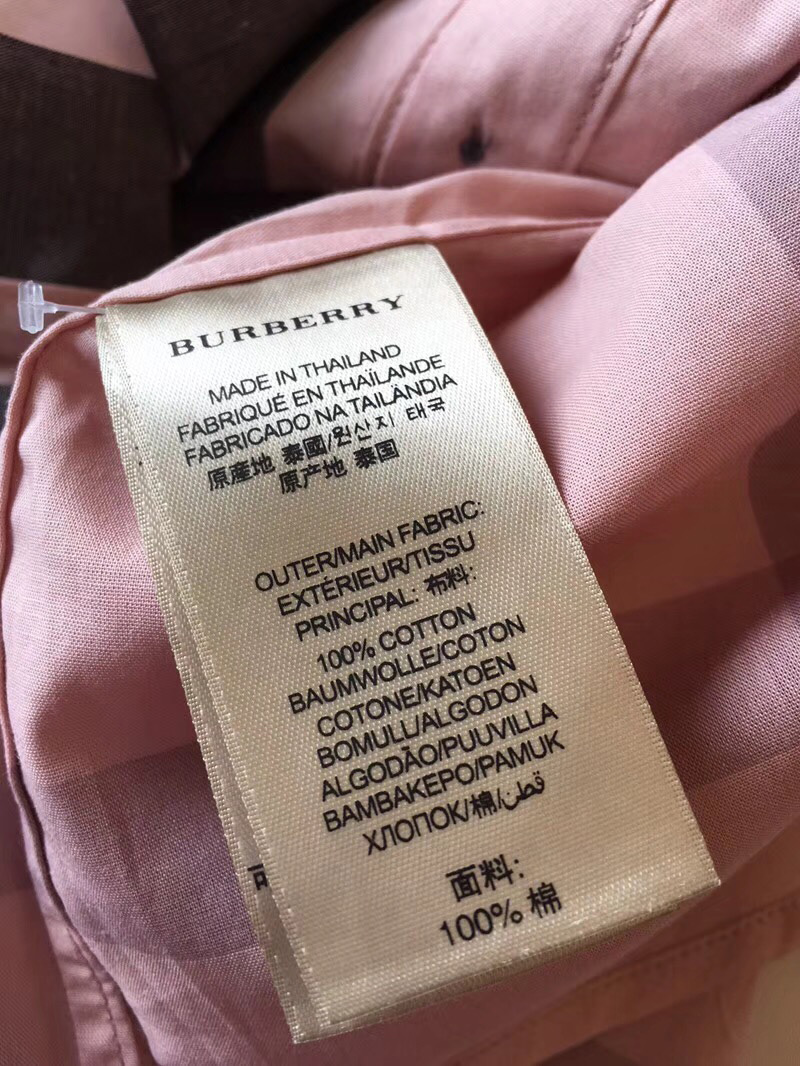 BURBERRY
MADE IN THAILAND
FABRIQUÉ EN THAÏLANDE
FABRICADO NA TAILÂNDIA
原産地 泰國/원산지 태국
原产地 泰国
OUTER/MAIN FABRIC:
EXTÉRIEUR/TISSU
PRINCIPAL: 布料:
100% COTTON
BAUMWOLLE/COTON
COTONE/KATOEN
BOMULL/ALGODON
ALGODÃO/PUUVILLA
ΒΑΜΒΑΚΕΡΟ/PAMUK
ХЛОПОК/棉/قطن
面料:
100% 棉